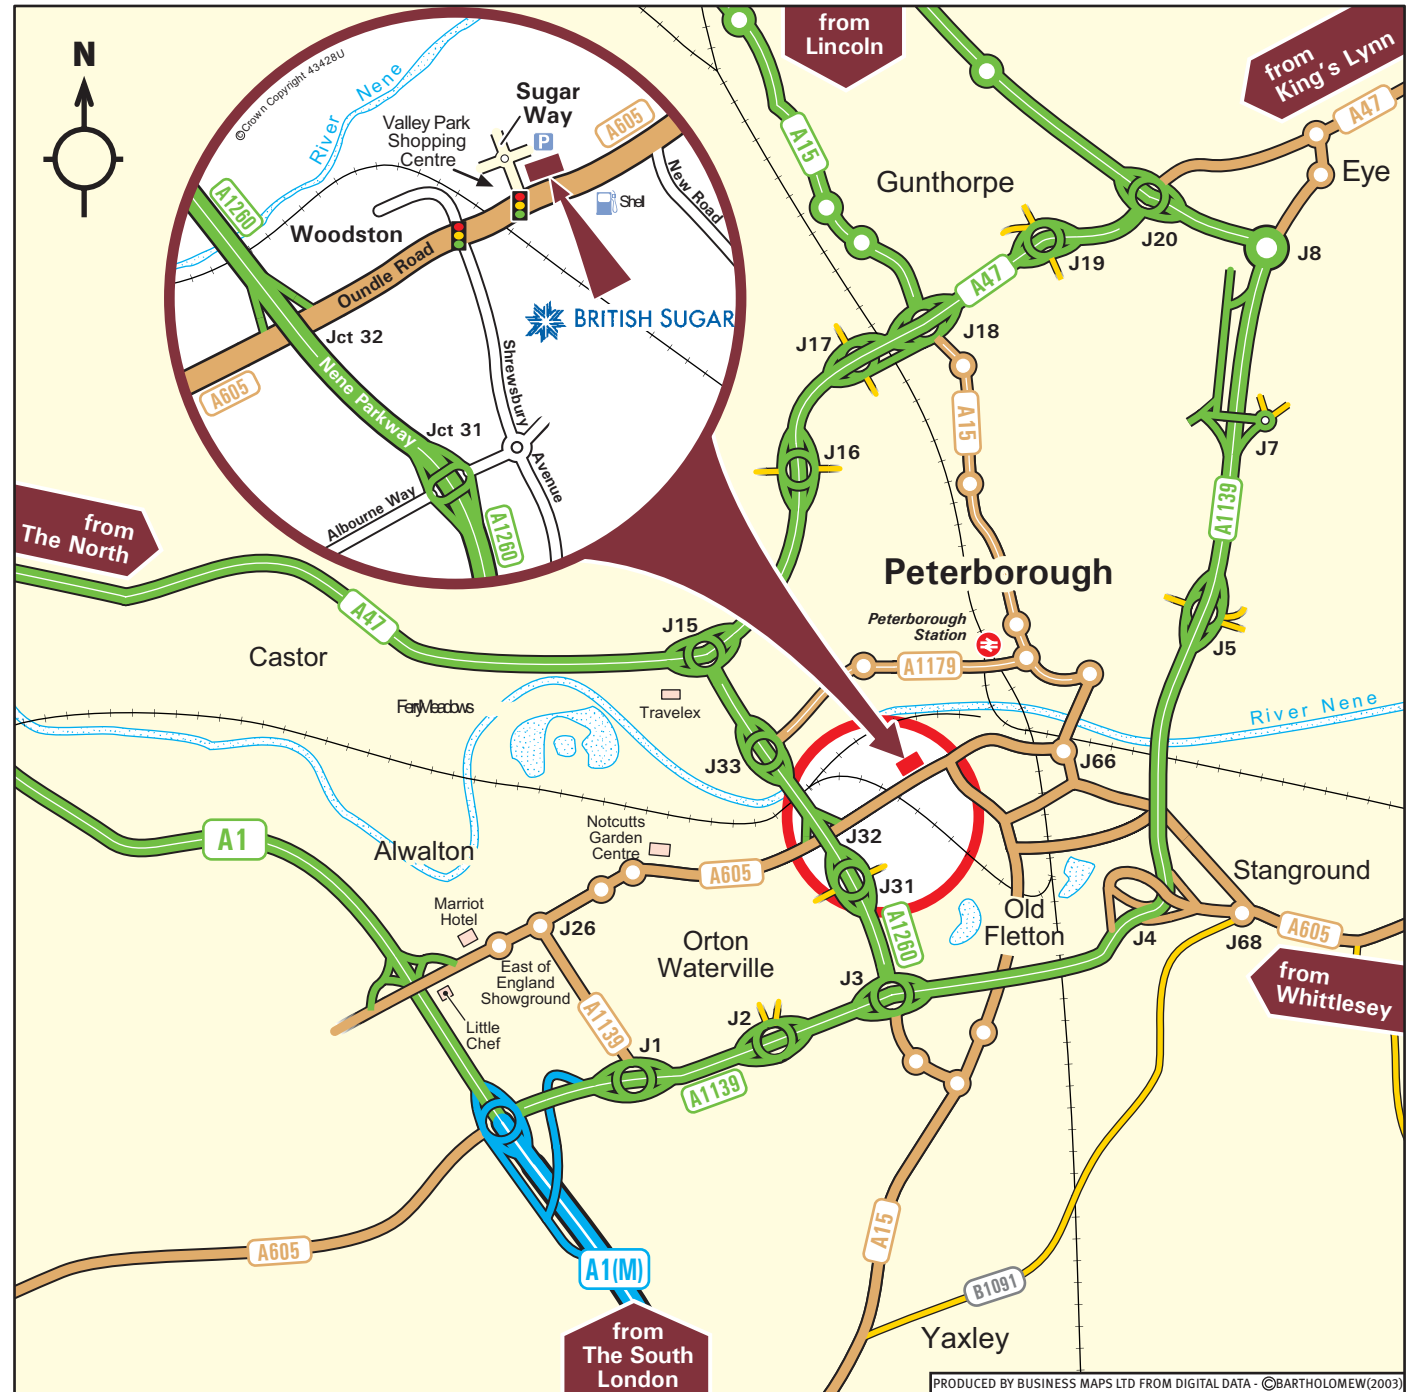 N
©Crown Copyright 43428U
River Nene
Valley Park
Shopping
Centre
Sugar
Way
P
A605
A1260
Woodston
Oundle Road
Shell
New Road
BRITISH SUGAR
Jct 32
A605
Nene Parkway
Jct 31
Shrewsbury
Avenue
Albourne Way
A1260
from
Lincoln
from
King's Lynn
A47
Eye
A15
Gunthorpe
J20
J19
J8
A47
J18
J17
A15
J16
J7
A1139
from
The North
Peterborough
Peterborough
Station
A47
J15
J5
Castor
A1179
Ferry Meadows
Travelex
River Nene
J33
J66
A1
Alwalton
Notcutts
Garden
Centre
J32
A605
J31
Stanground
Marriot
Hotel
J26
Old
Fletton
A1260
J4
J68
A605
East of
England
Showground
Orton
Waterville
J3
from
Whittlesey
Little
Chef
A1139
J2
J1
A1139
A605
A15
A1(M)
B1091
Yaxley
from
The South
London
PRODUCED BY BUSINESS MAPS LTD FROM DIGITAL DATA - ©BARTHOLOMEW(2003)